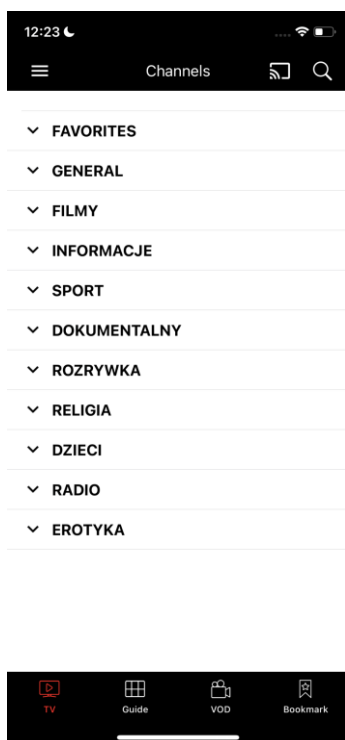 12:23
Channels
FAVORITES
GENERAL
FILMY
INFORMACJE
SPORT
DOKUMENTALNY
ROZRYWKA
RELIGIA
DZIECI
RADIO
EROTYKA
TV Guide VOD Bookmark